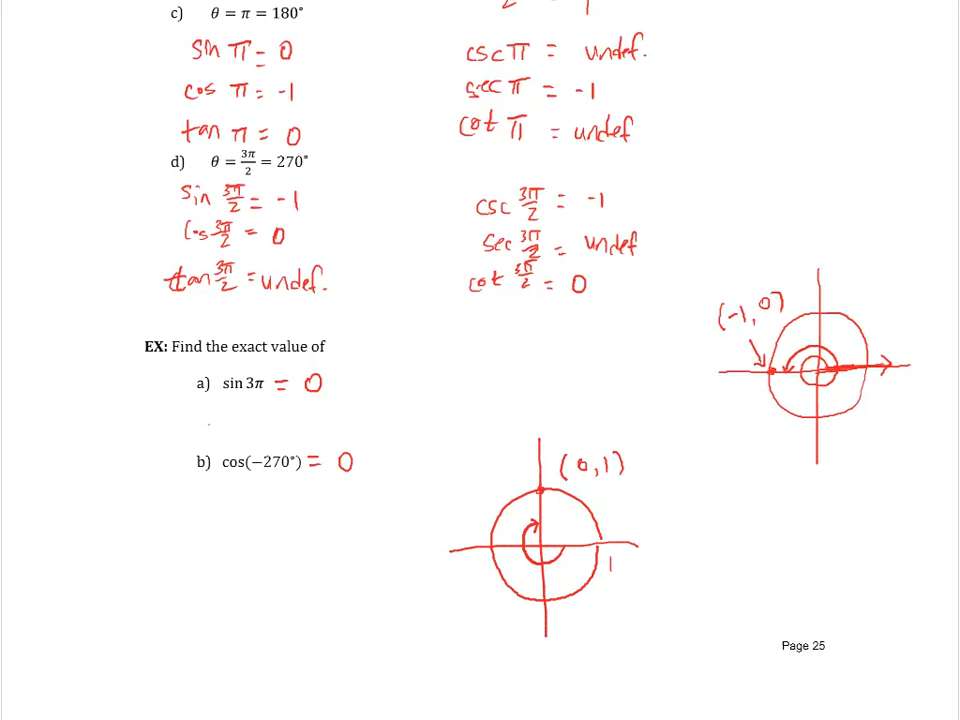 c) θ = π = 180°
sin π = 0
csc π = undef.
cos π = -1
sec π = -1
tan π = 0
cot π = undef
d) θ = 3π/2 = 270°
sin 3π/2 = -1
csc 3π/2 = -1
cos 3π/2 = 0
sec 3π/2 = undef
tan 3π/2 = undef.
cot 3π/2 = 0
(-1, 0)
EX: Find the exact value of
a) sin 3π = 0
b) cos(−270°) = 0
(0, 1)
1
Page 25